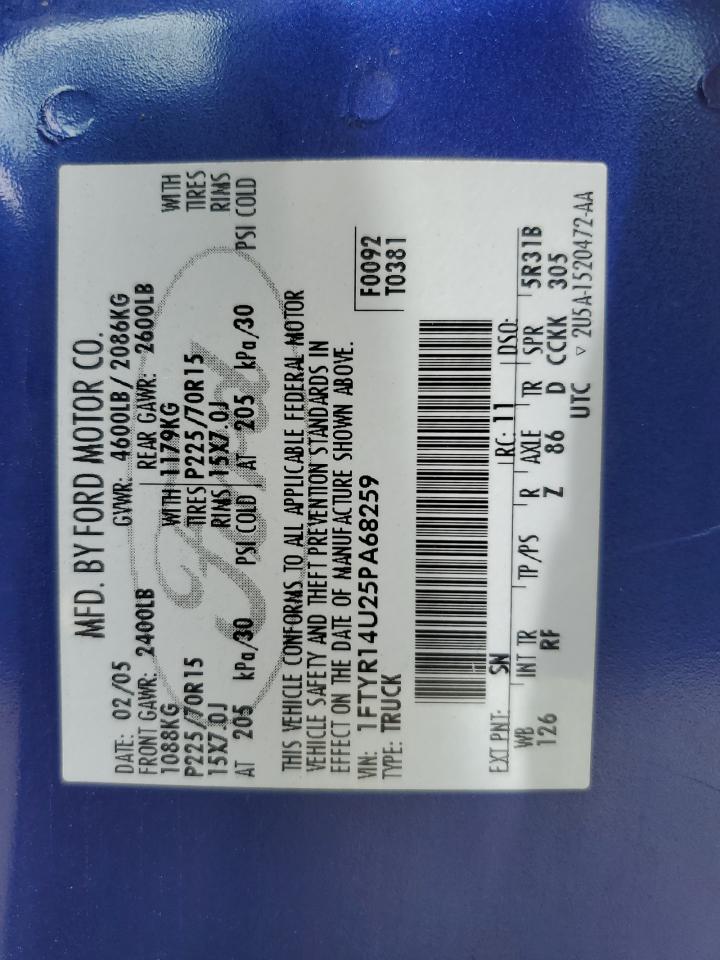 MFD. BY FORD MOTOR CO.
DATE: 02/05 GVWR: 4600LB/2086KG
FRONT GAWR: 2400LB REAR GAWR: 2600LB
1088KG WITH 1179KG WITH
P225/70R15 TIRES P225/70R15 TIRES
15X7.0J RIMS 15X7.0J RIMS
AT 205 kPa/30 PSI COLD AT 205 kPa/30 PSI COLD
Ford
THIS VEHICLE CONFORMS TO ALL APPLICABLE FEDERAL MOTOR
VEHICLE SAFETY AND THEFT PREVENTION STANDARDS IN
EFFECT ON THE DATE OF MANUFACTURE SHOWN ABOVE.
VIN: 1FTYR14U25PA68259 F0092
TYPE: TRUCK T0381
EXT PNT: SN RC: 11 DSO:
WB INT TR TP/PS R AXLE TR SPR 5R31B
126 RF Z 86 D CCKK 305
UTC ▽ 2U5A-1520472-AA